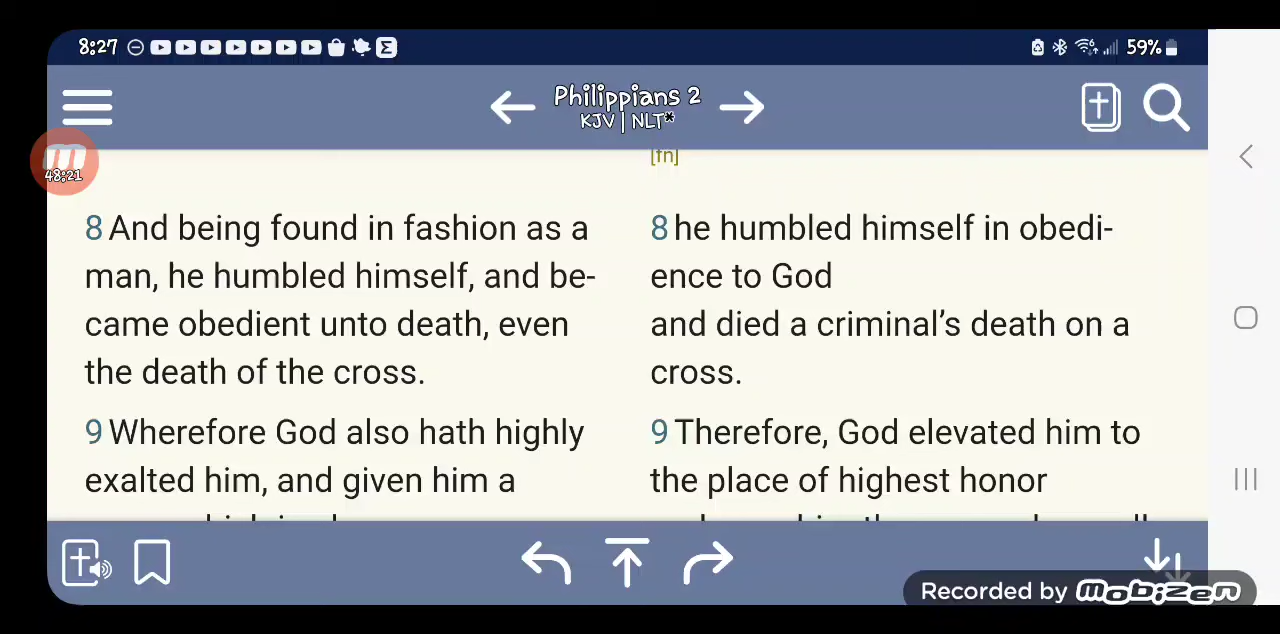 8:27
59%
Philippians 2
KJV | NLT*
48:21
[fn]
8 And being found in fashion as a
man, he humbled himself, and be-
came obedient unto death, even
the death of the cross.
9 Wherefore God also hath highly
exalted him, and given him a
8 he humbled himself in obedi-
ence to God
and died a criminal's death on a
cross.
9 Therefore, God elevated him to
the place of highest honor
Recorded by mobizen